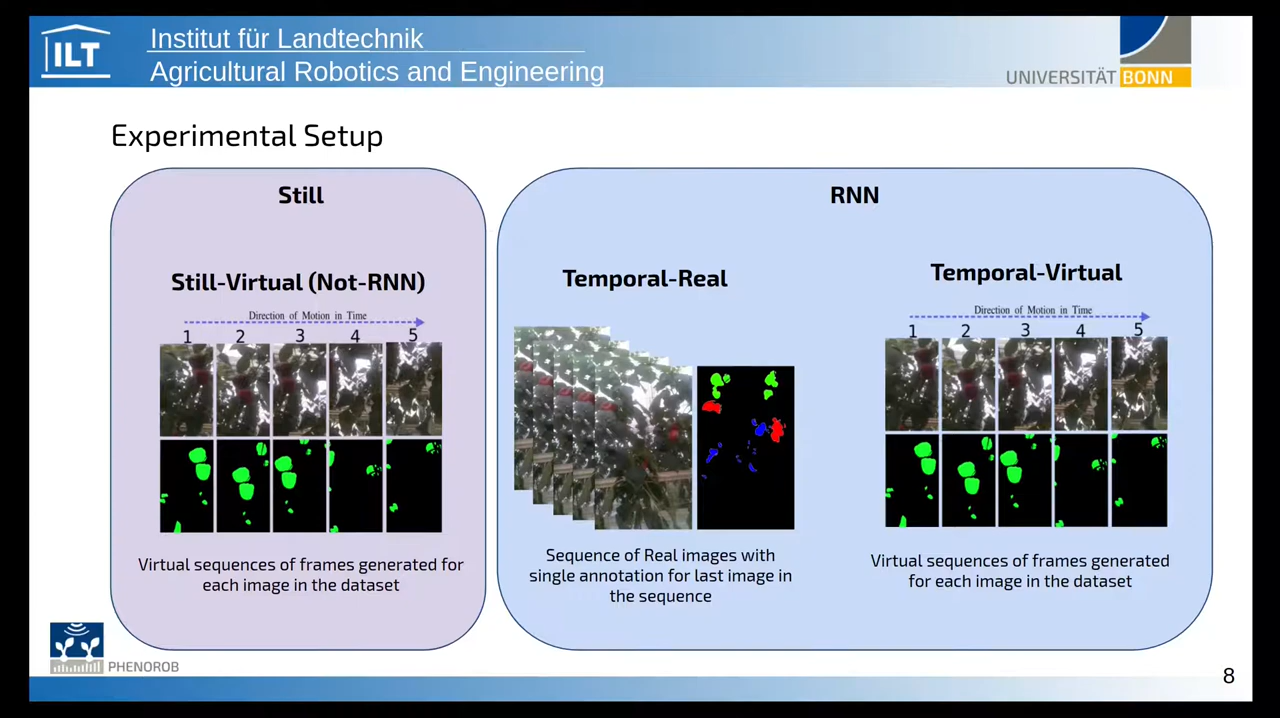 ILT
Institut für Landtechnik
Agricultural Robotics and Engineering
UNIVERSITÄT BONN
Experimental Setup
Still
Still-Virtual (Not-RNN)
Direction of Motion in Time
1 2 3 4 5
Virtual sequences of frames generated for
each image in the dataset
RNN
Temporal-Real
Sequence of Real images with
single annotation for last image in
the sequence
Temporal-Virtual
Direction of Motion in Time
1 2 3 4 5
Virtual sequences of frames generated
for each image in the dataset
PHENOROB
8